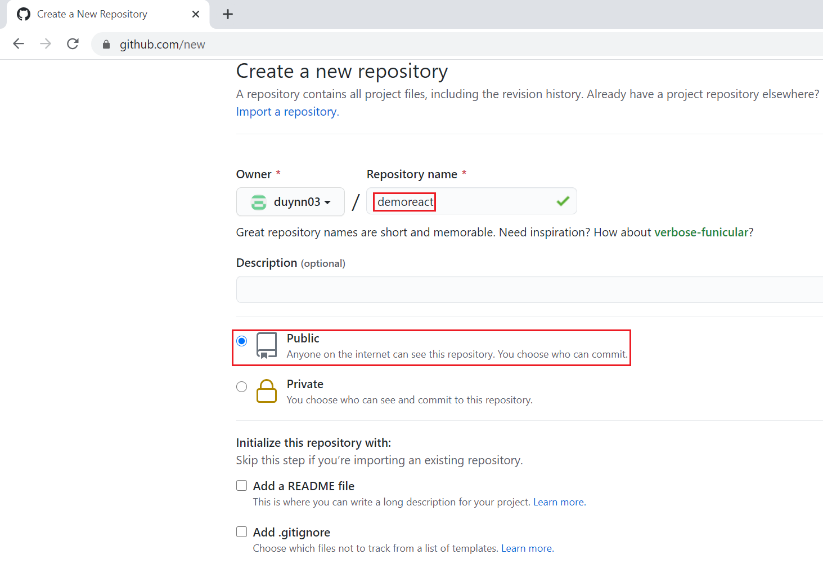 Create a New Repository
github.com/new
Create a new repository
A repository contains all project files, including the revision history. Already have a project repository elsewhere?
Import a repository.
Owner * Repository name *
duynn03 / demoreact
Great repository names are short and memorable. Need inspiration? How about verbose-funicular?
Description (optional)
Public
Anyone on the internet can see this repository. You choose who can commit.
Private
You choose who can see and commit to this repository.
Initialize this repository with:
Skip this step if you're importing an existing repository.
Add a README file
This is where you can write a long description for your project. Learn more.
Add .gitignore
Choose which files not to track from a list of templates. Learn more.